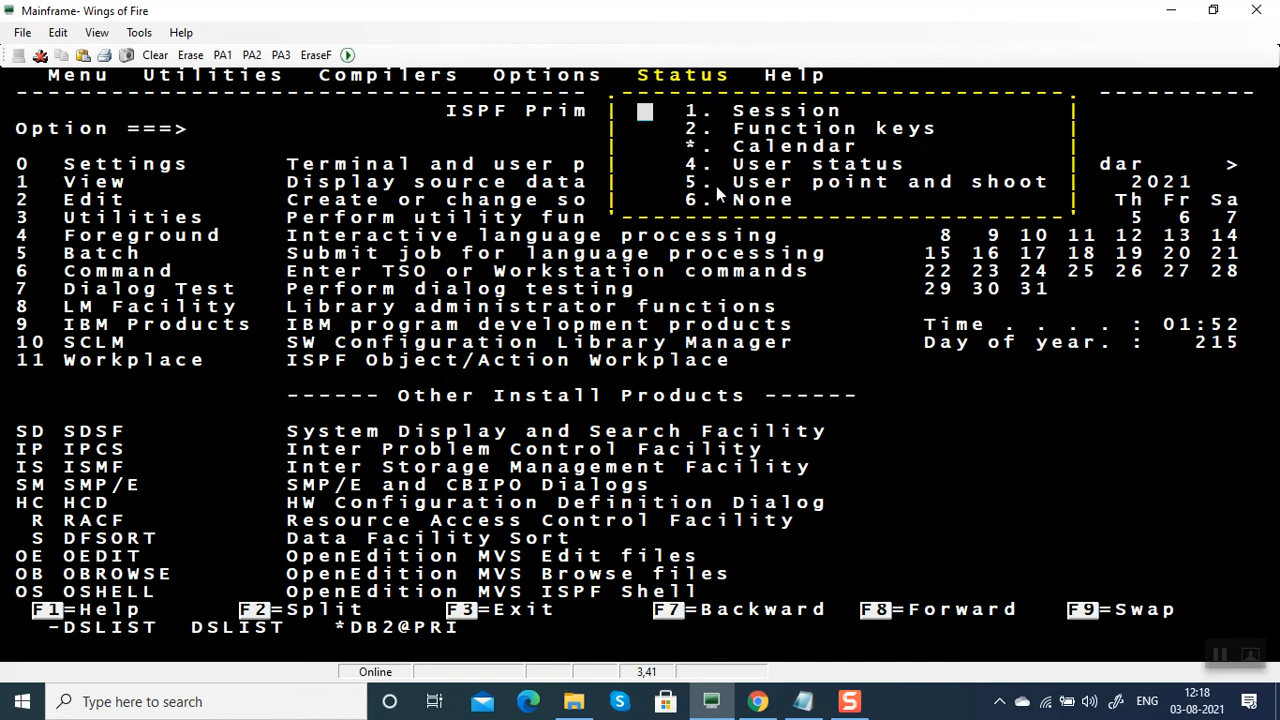 Mainframe- Wings of Fire
File Edit View Tools Help
Clear Erase PA1 PA2 PA3 EraseF
Menu Utilities Compilers Options Status Help
ISPF Prim
Option ===>
1. Session
2. Function keys
*. Calendar
4. User status
5. User point and shoot
6. None
0 Settings Terminal and user p dar >
1 View Display source data 2021
2 Edit Create or change so Th Fr Sa
3 Utilities Perform utility fun 5 6 7
4 Foreground Interactive language processing 8 9 10 11 12 13 14
5 Batch Submit job for language processing 15 16 17 18 19 20 21
6 Command Enter TSO or Workstation commands 22 23 24 25 26 27 28
7 Dialog Test Perform dialog testing 29 30 31
8 LM Facility Library administrator functions
9 IBM Products IBM program development products Time . . . . : 01:52
10 SCLM SW Configuration Library Manager Day of year. : 215
11 Workplace ISPF Object/Action Workplace
------ Other Install Products ------
SD SDSF System Display and Search Facility
IP IPCS Inter Problem Control Facility
IS ISMF Inter Storage Management Facility
SM SMP/E SMP/E and CBIPO Dialogs
HC HCD HW Configuration Definition Dialog
R RACF Resource Access Control Facility
S DFSORT Data Facility Sort
OE OEDIT OpenEdition MVS Edit files
OB OBROWSE OpenEdition MVS Browse files
OS OSHELL OpenEdition MVS ISPF Shell
F1=Help F2=Split F3=Exit F7=Backward F8=Forward F9=Swap
-DSLIST DSLIST *DB2@PRI
Online 3,41
Type here to search ENG 12:18
03-08-2021